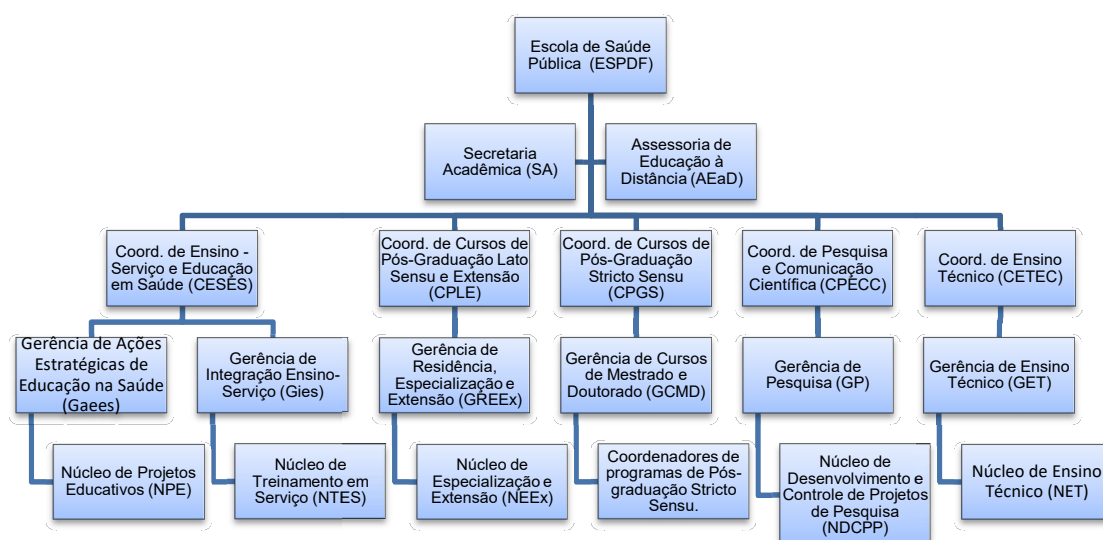 Escola de Saúde
Pública (ESPDF)
Secretaria
Acadêmica (SA)
Assessoria de
Educação à
Distância (AEaD)
Coord. de Ensino -
Serviço e Educação
em Saúde (CESES)
Coord. de Cursos de
Pós-Graduação Lato
Sensu e Extensão
(CPLE)
Coord. de Cursos de
Pós-Graduação
Stricto Sensu
(CPGS)
Coord. de Pesquisa
e Comunicação
Científica (CPECC)
Coord. de Ensino
Técnico (CETEC)
Gerência de Ações
Estratégicas de
Educação na Saúde
(Gaees)
Gerência de
Integração Ensino-
Serviço (Gies)
Gerência de
Residência,
Especialização e
Extensão (GREEx)
Gerência de Cursos
de Mestrado e
Doutorado (GCMD)
Gerência de
Pesquisa (GP)
Gerência de Ensino
Técnico (GET)
Núcleo de Projetos
Educativos (NPE)
Núcleo de
Treinamento em
Serviço (NTES)
Núcleo de
Especialização e
Extensão (NEEx)
Coordenadores de
programas de Pós-
graduação Stricto
Sensu.
Núcleo de
Desenvolvimento e
Controle de Projetos
de Pesquisa
(NDCPP)
Núcleo de Ensino
Técnico (NET)